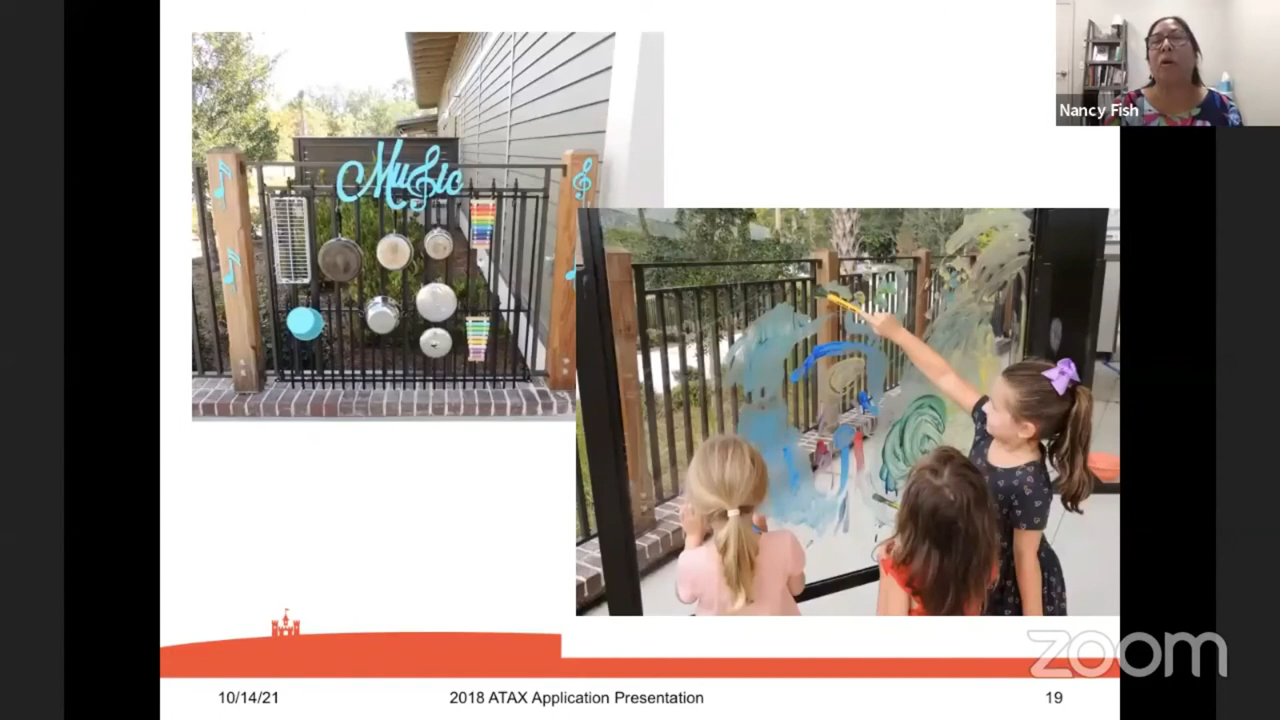 Nancy Fish
Music
zoom
10/14/21
2018 ATAX Application Presentation
19